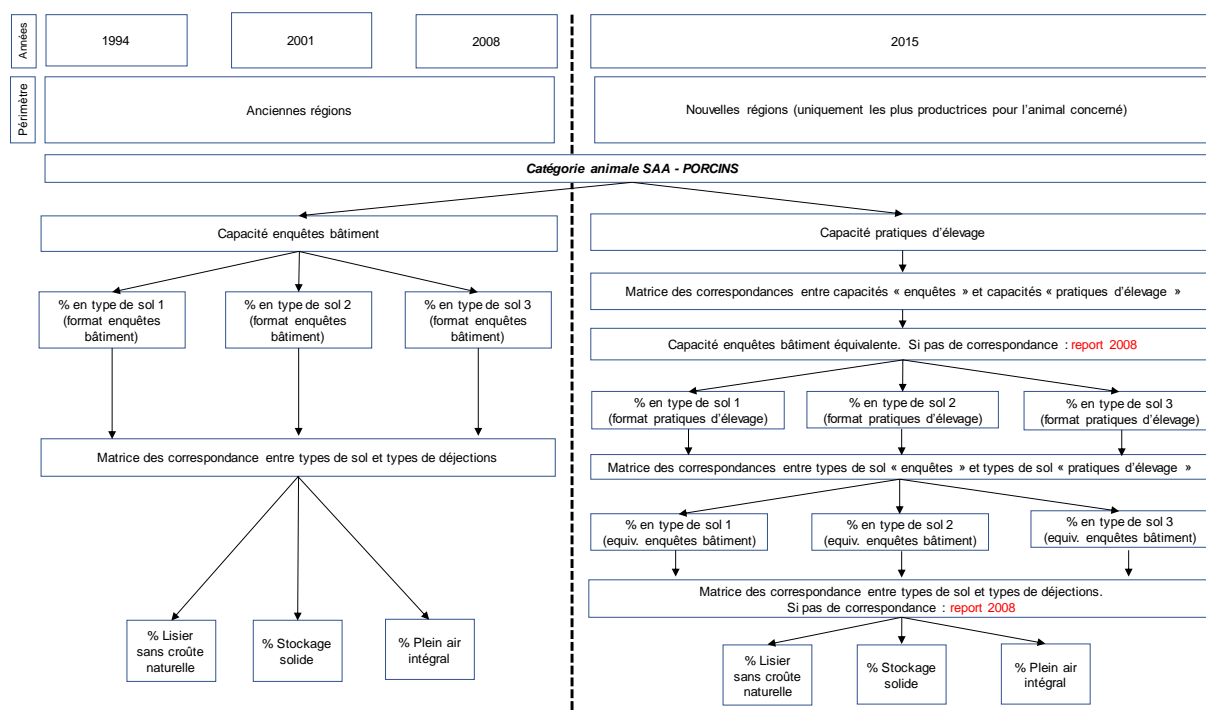 Années
1994
2001
2008
2015
Périmètre
Anciennes régions
Nouvelles régions (uniquement les plus productrices pour l'animal concerné)
Catégorie animale SAA - PORCINS
Capacité enquêtes bâtiment
% en type de sol 1
(format enquêtes
bâtiment)
% en type de sol 2
(format enquêtes
bâtiment)
% en type de sol 3
(format enquêtes
bâtiment)
Matrice des correspondance entre types de sol et types de déjections
% Lisier
sans croûte
naturelle
% Stockage
solide
% Plein air
intégral
Capacité pratiques d'élevage
Matrice des correspondances entre capacités « enquêtes » et capacités « pratiques d'élevage »
Capacité enquêtes bâtiment équivalente. Si pas de correspondance : report 2008
% en type de sol 1
(format pratiques d'élevage)
% en type de sol 2
(format pratiques d'élevage)
% en type de sol 3
(format pratiques d'élevage)
Matrice des correspondances entre types de sol « enquêtes » et types de sol « pratiques d'élevage »
% en type de sol 1
(equiv. enquêtes bâtiment)
% en type de sol 2
(equiv. enquêtes bâtiment)
% en type de sol 3
(equiv. enquêtes bâtiment)
Matrice des correspondance entre types de sol et types de déjections.
Si pas de correspondance : report 2008
% Lisier
sans croûte
naturelle
% Stockage
solide
% Plein air
intégral